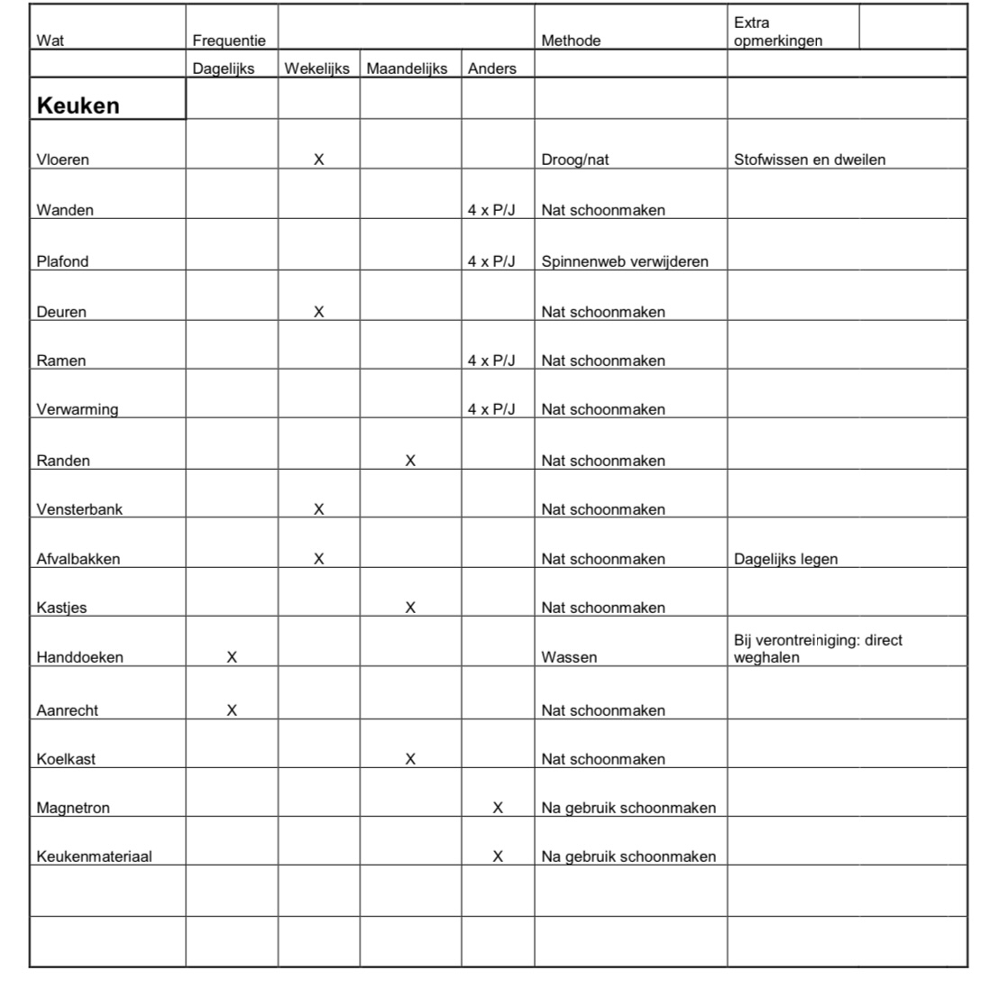 Wat Frequentie Methode Extra
opmerkingen
Dagelijks Wekelijks Maandelijks Anders
Keuken
Vloeren X Droog/nat Stofwissen en dweilen
Wanden 4 x P/J Nat schoonmaken
Plafond 4 x P/J Spinnenweb verwijderen
Deuren X Nat schoonmaken
Ramen 4 x P/J Nat schoonmaken
Verwarming 4 x P/J Nat schoonmaken
Randen X Nat schoonmaken
Vensterbank X Nat schoonmaken
Afvalbakken X Nat schoonmaken Dagelijks legen
Kastjes X Nat schoonmaken
Handdoeken X Wassen Bij verontreiniging: direct
weghalen
Aanrecht X Nat schoonmaken
Koelkast X Nat schoonmaken
Magnetron X Na gebruik schoonmaken
Keukenmateriaal X Na gebruik schoonmaken